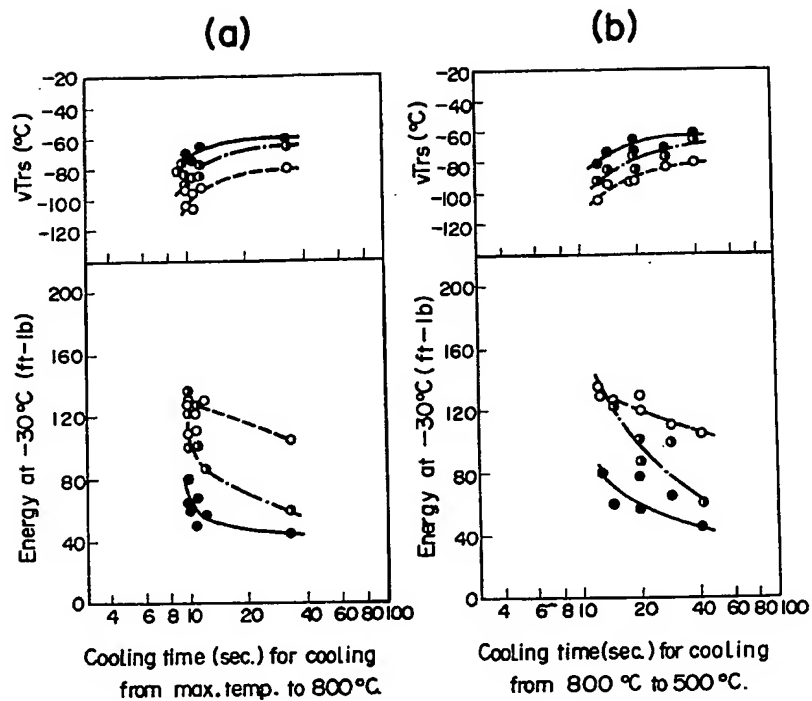 (a)
(b)
-20
-40
-60
-80
-100
-120
vTrs (°C)
-20
-40
-60
-80
-100
-120
vTrs (°C)
200
160
120
80
40
0
Energy at -30°C (ft-lb)
200
160
120
80
40
0
Energy at -30°C (ft-lb)
4 6 8 10 20 40 60 80 100
4 6 8 10 20 40 60 80 100
Cooling time (sec.) for cooling
from max. temp. to 800°C.
Cooling time (sec.) for cooling
from 800 °C to 500°C.